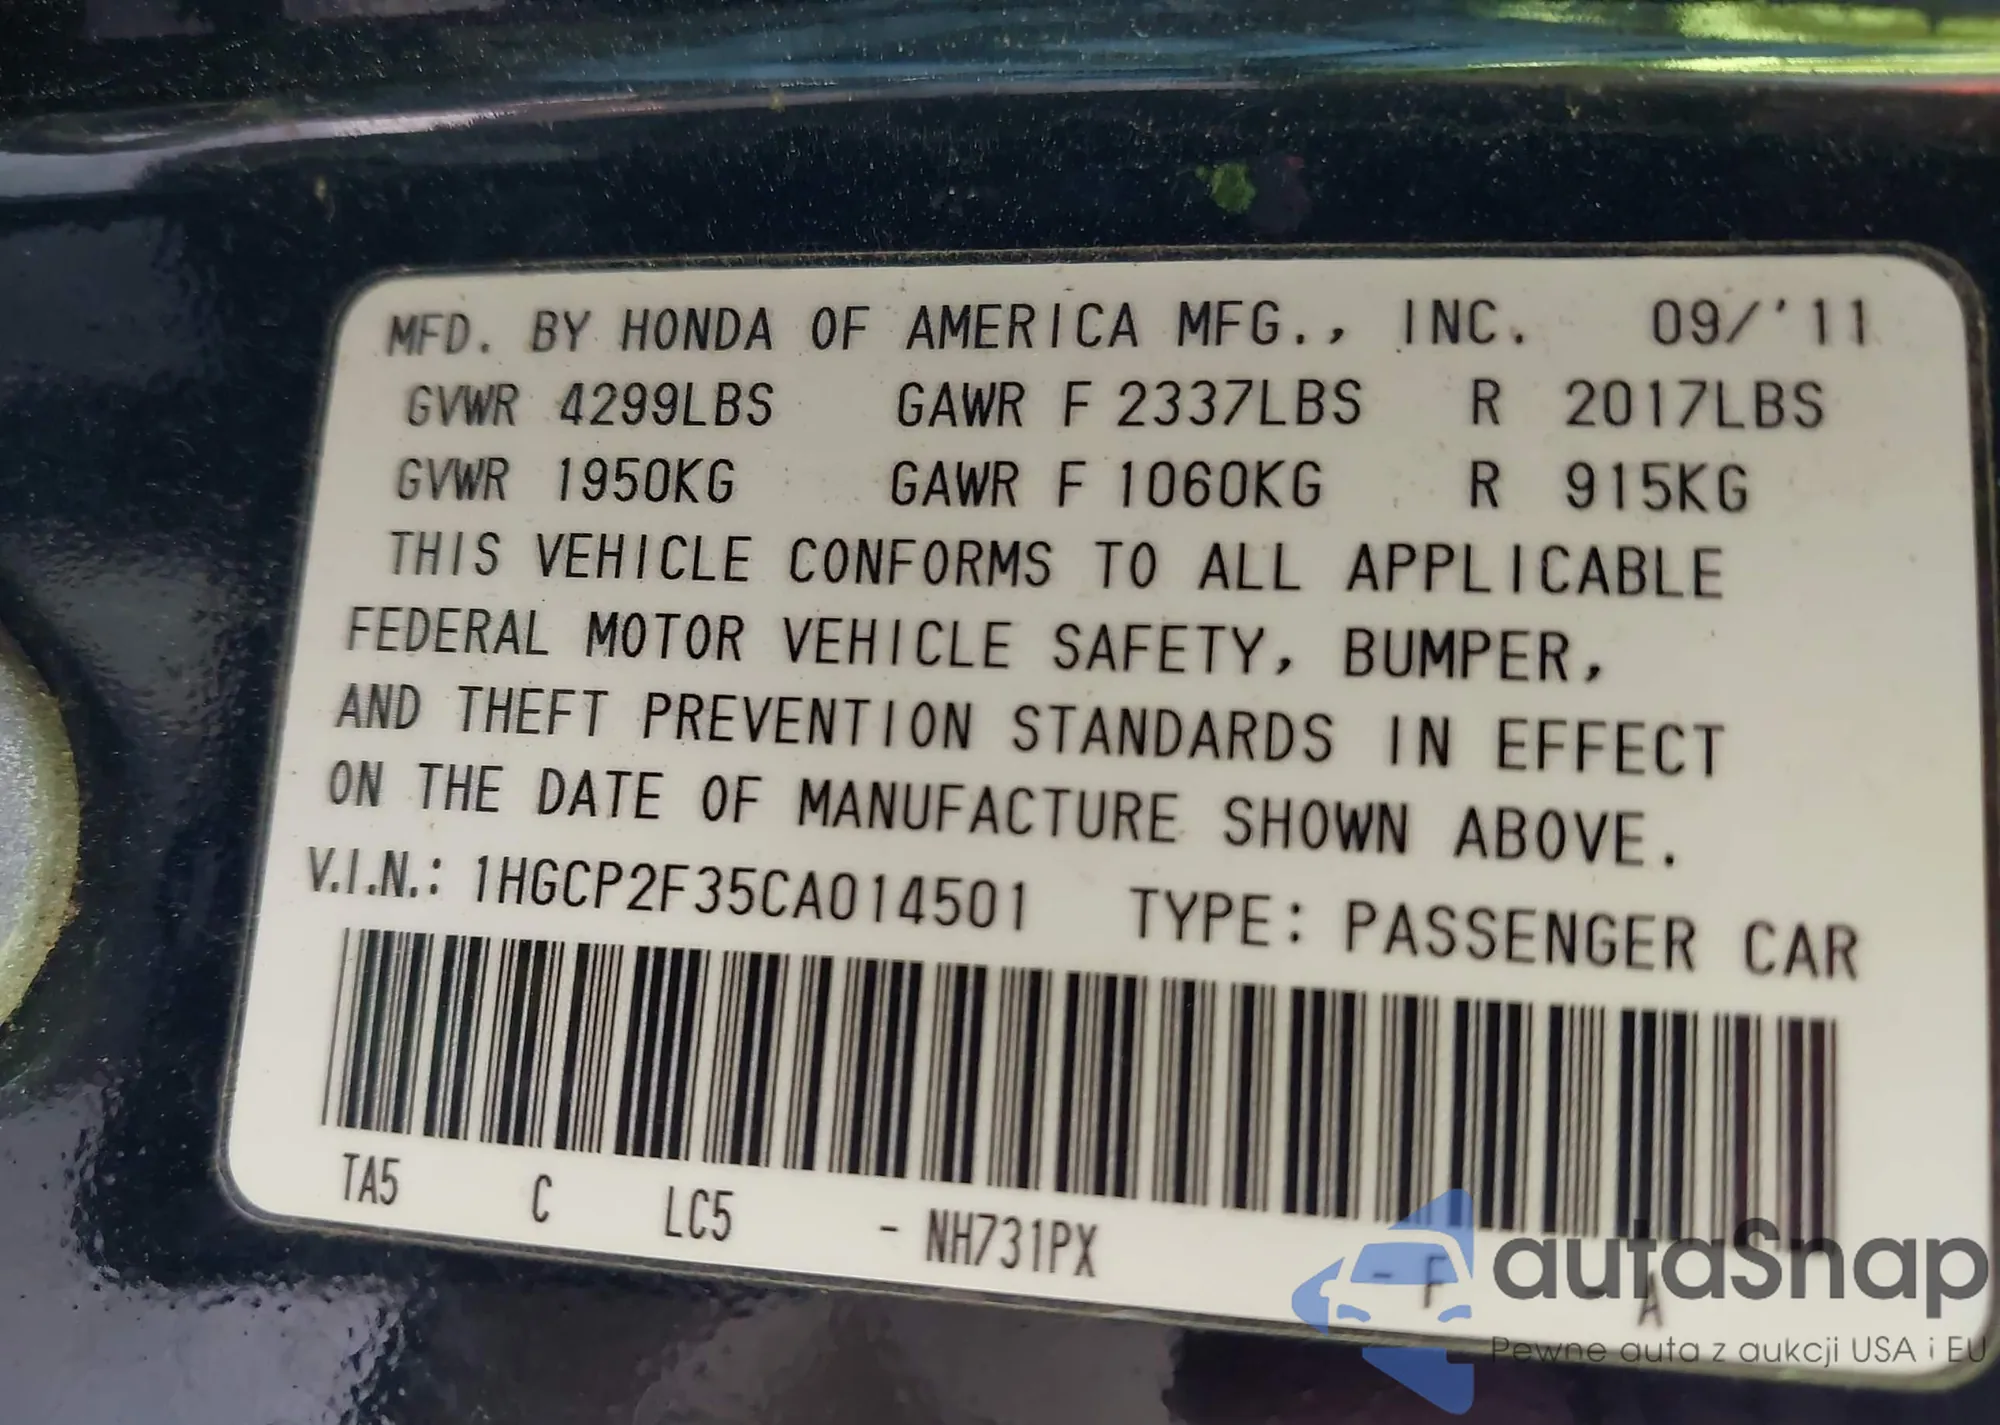 MFD. BY HONDA OF AMERICA MFG., INC. 09/'11
GVWR 4299LBS GAWR F 2337LBS R 2017LBS
GVWR 1950KG GAWR F 1060KG R 915KG
THIS VEHICLE CONFORMS TO ALL APPLICABLE
FEDERAL MOTOR VEHICLE SAFETY, BUMPER,
AND THEFT PREVENTION STANDARDS IN EFFECT
ON THE DATE OF MANUFACTURE SHOWN ABOVE.
V.I.N.: 1HGCP2F35CA014501 TYPE: PASSENGER CAR
TA5 C LC5 - NH731PX - F - A
autaSnap
Pewne auta z aukcji USA i EU